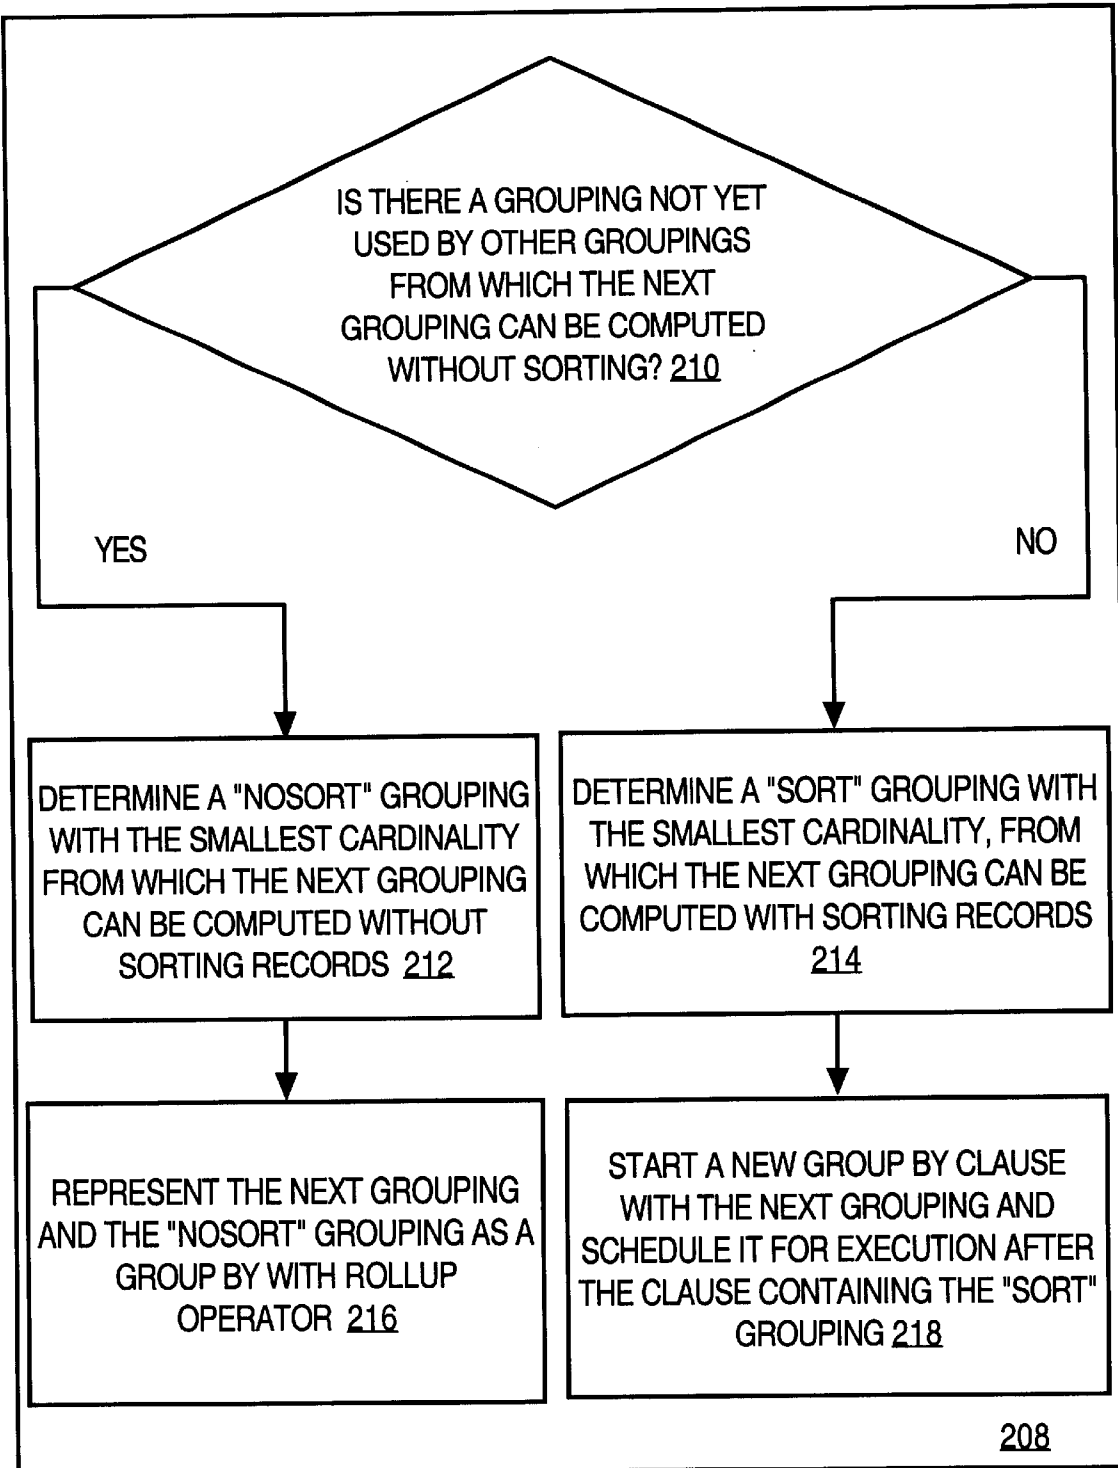 IS THERE A GROUPING NOT YET
USED BY OTHER GROUPINGS
FROM WHICH THE NEXT
GROUPING CAN BE COMPUTED
WITHOUT SORTING? 210
YES
NO
DETERMINE A "NOSORT" GROUPING
WITH THE SMALLEST CARDINALITY
FROM WHICH THE NEXT GROUPING
CAN BE COMPUTED WITHOUT
SORTING RECORDS 212
DETERMINE A "SORT" GROUPING WITH
THE SMALLEST CARDINALITY, FROM
WHICH THE NEXT GROUPING CAN BE
COMPUTED WITH SORTING RECORDS
214
REPRESENT THE NEXT GROUPING
AND THE "NOSORT" GROUPING AS A
GROUP BY WITH ROLLUP
OPERATOR 216
START A NEW GROUP BY CLAUSE
WITH THE NEXT GROUPING AND
SCHEDULE IT FOR EXECUTION AFTER
THE CLAUSE CONTAINING THE "SORT"
GROUPING 218
208